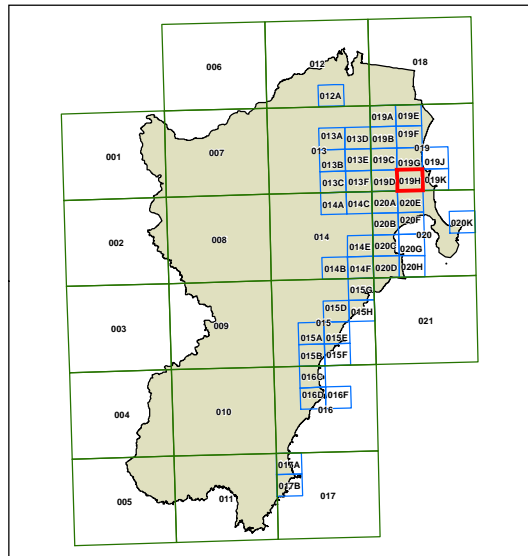 006
012
018
012A
019A 019E
013A 013D 019B 019F
001 007 013 019
013B 013E 019C 019G 019J
013C 013F 019D 019H 019K
014A 014C 020A 020E
020B 020F 020K
002 008 014 020
014E 020C 020G
014B 014F 020D 020H
015G
015D 015H
003 009 015 021
015A 015E
015B 015F
016C
016D 016F
004 010 016
017B
005 011 017